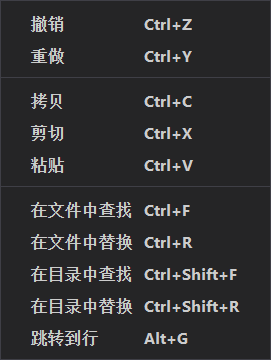 撤销 Ctrl+Z
重做 Ctrl+Y
拷贝 Ctrl+C
剪切 Ctrl+X
粘贴 Ctrl+V
在文件中查找 Ctrl+F
在文件中替换 Ctrl+R
在目录中查找 Ctrl+Shift+F
在目录中替换 Ctrl+Shift+R
跳转到行 Alt+G